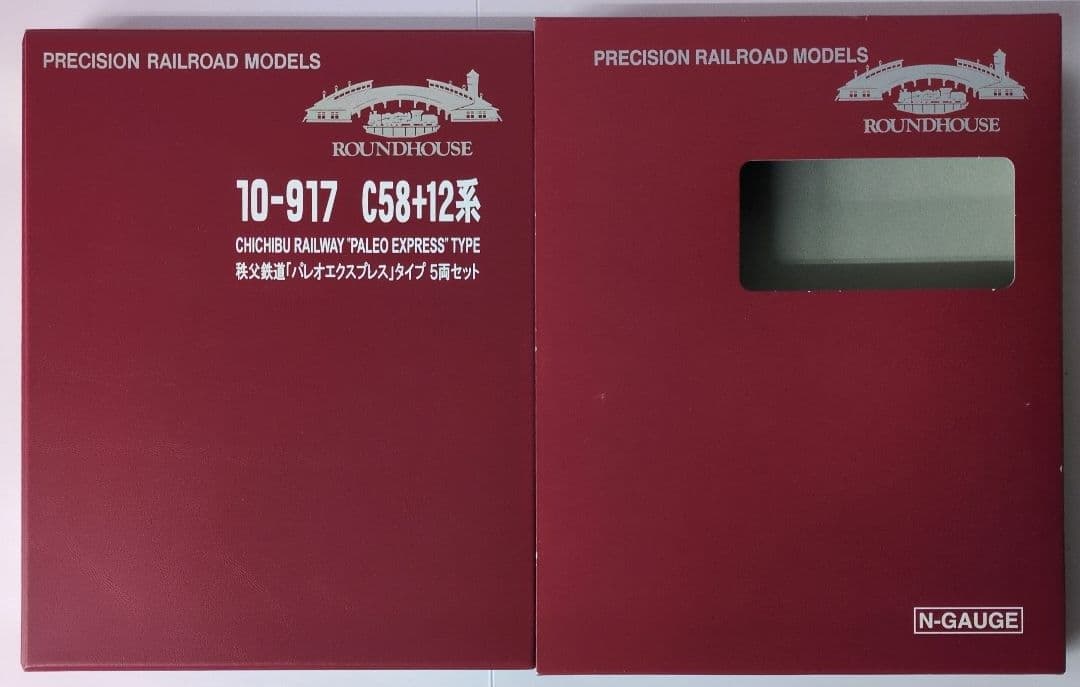 PRECISION RAILROAD MODELS
ROUNDHOUSE
10-917 C58+12系
CHICHIBU RAILWAY "PALEO EXPRESS" TYPE
秩父鉄道「パレオエクスプレス」タイプ 5両セット
PRECISION RAILROAD MODELS
ROUNDHOUSE
N-GAUGE